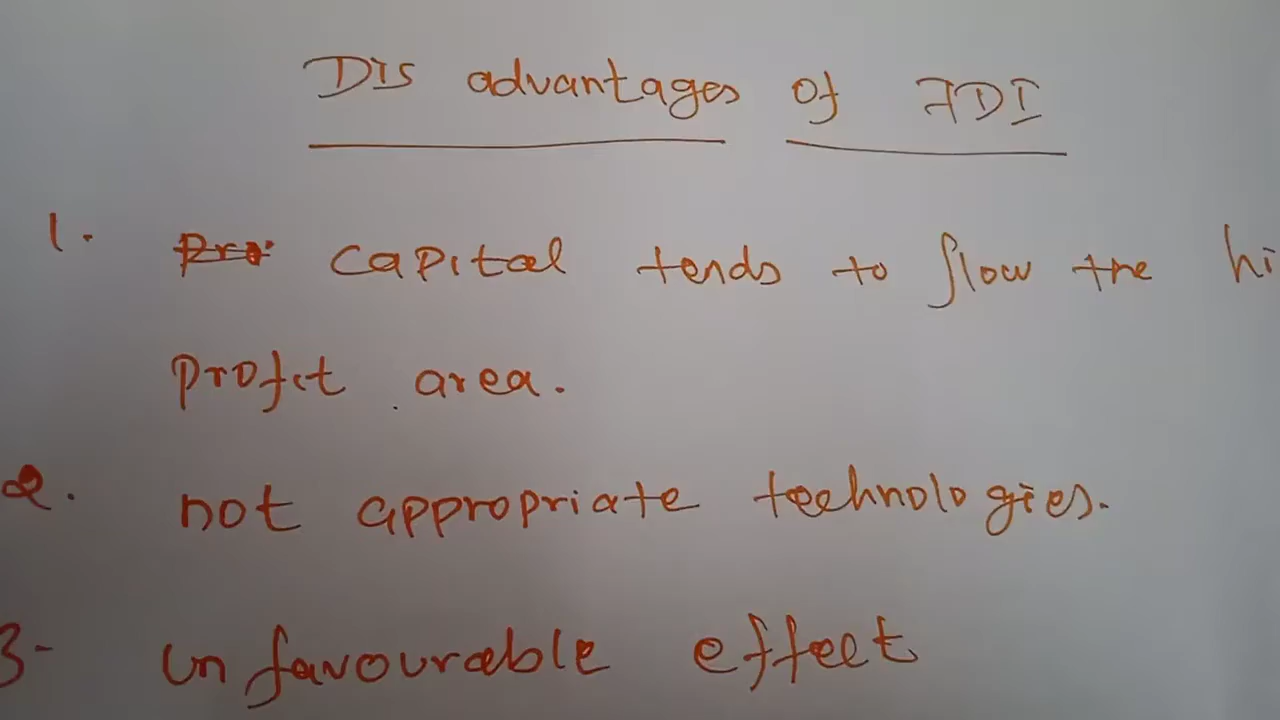 Dis advantages of FDI
1. capital tends to flow the hi
profit area.
2. not appropriate technologies.
3- unfavourable effect